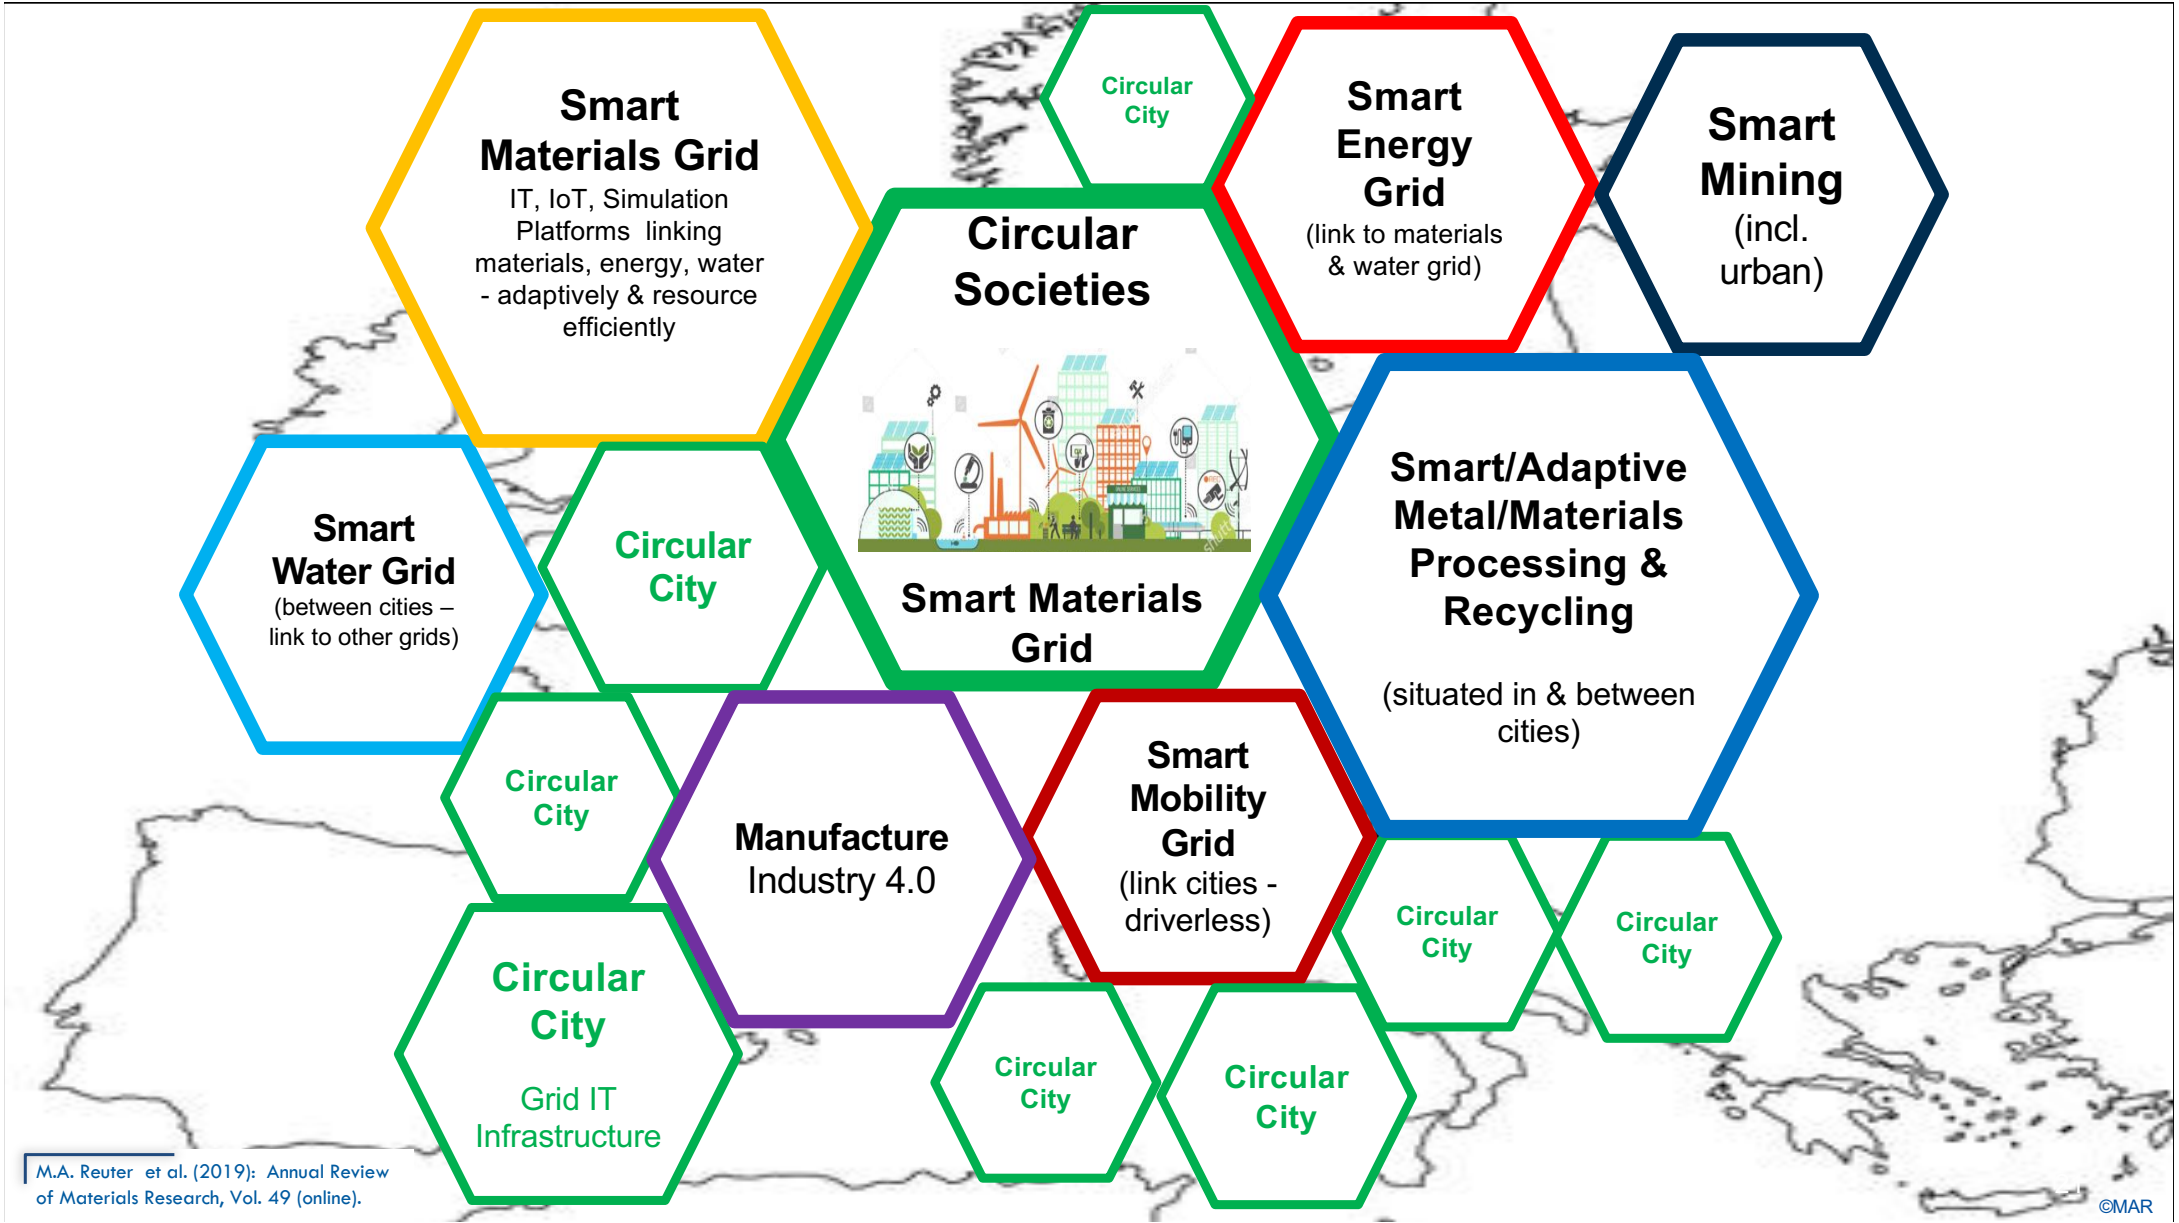 Smart
Materials Grid
IT, IoT, Simulation
Platforms linking
materials, energy, water
- adaptively & resource
efficiently
Circular
City
Smart
Energy
Grid
(link to materials
& water grid)
Smart
Mining
(incl.
urban)
Circular
Societies
Smart Materials
Grid
Smart/Adaptive
Metal/Materials
Processing &
Recycling
(situated in & between
cities)
Smart
Water Grid
(between cities –
link to other grids)
Circular
City
Circular
City
Manufacture
Industry 4.0
Smart
Mobility
Grid
(link cities -
driverless)
Circular
City
Circular
City
Circular
City
Grid IT
Infrastructure
Circular
City
Circular
City
M.A. Reuter et al. (2019): Annual Review
of Materials Research, Vol. 49 (online).
©MAR